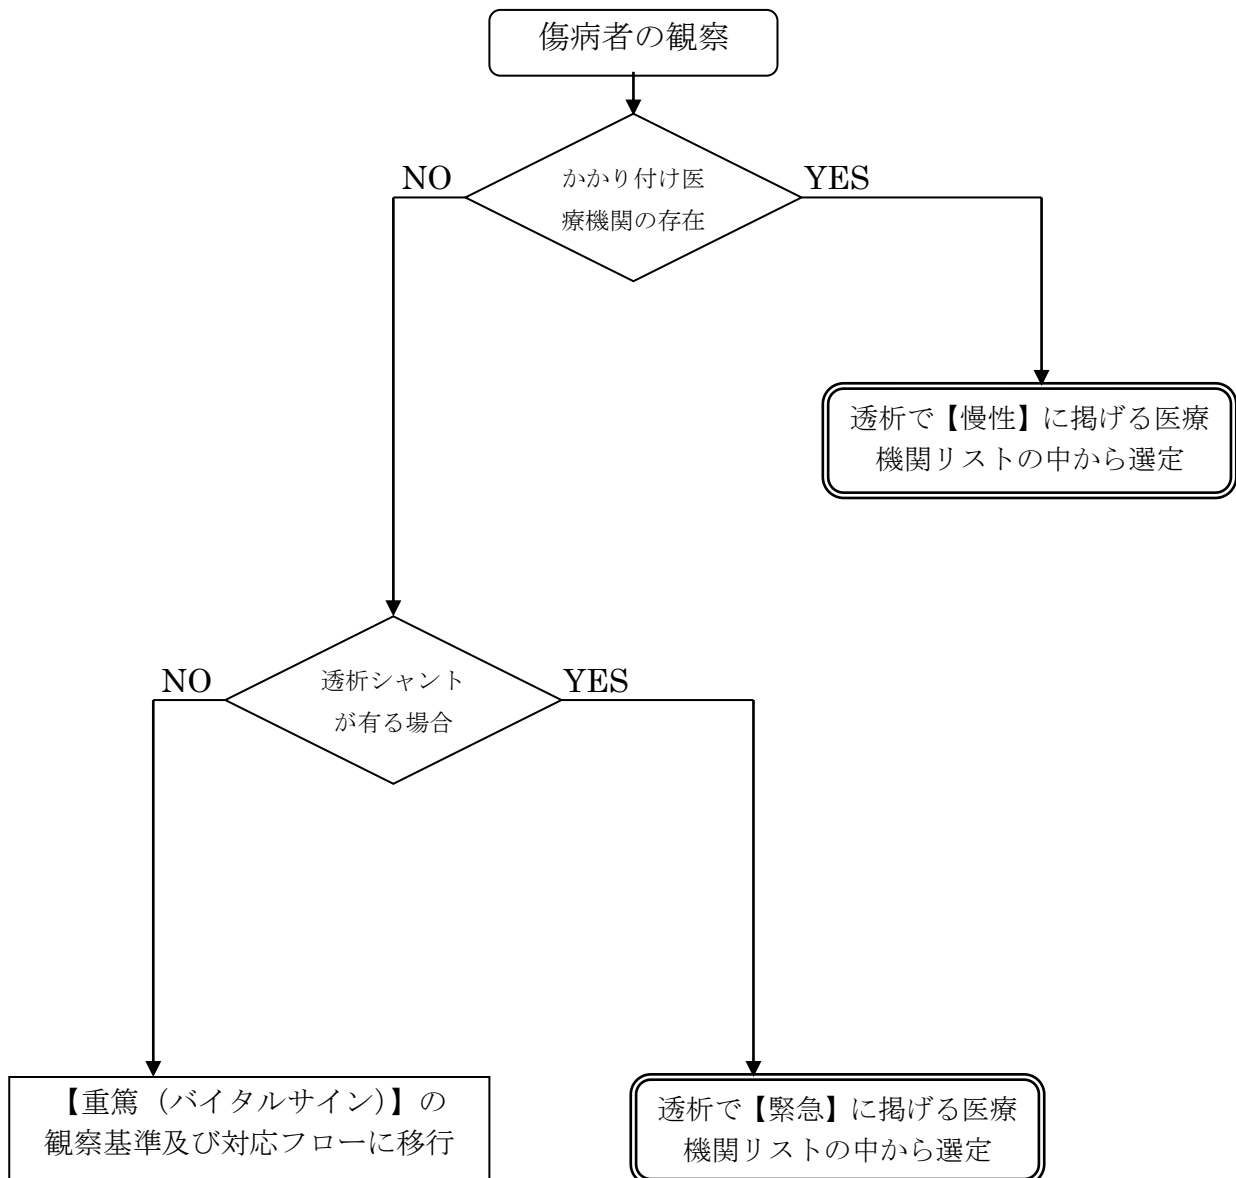 傷病者の観察
NO
かかり付け医
療機関の存在
YES
透析で【慢性】に掲げる医療
機関リストの中から選定
NO
透析シャント
が有る場合
YES
【重篤（バイタルサイン）】の
観察基準及び対応フローに移行
透析で【緊急】に掲げる医療
機関リストの中から選定